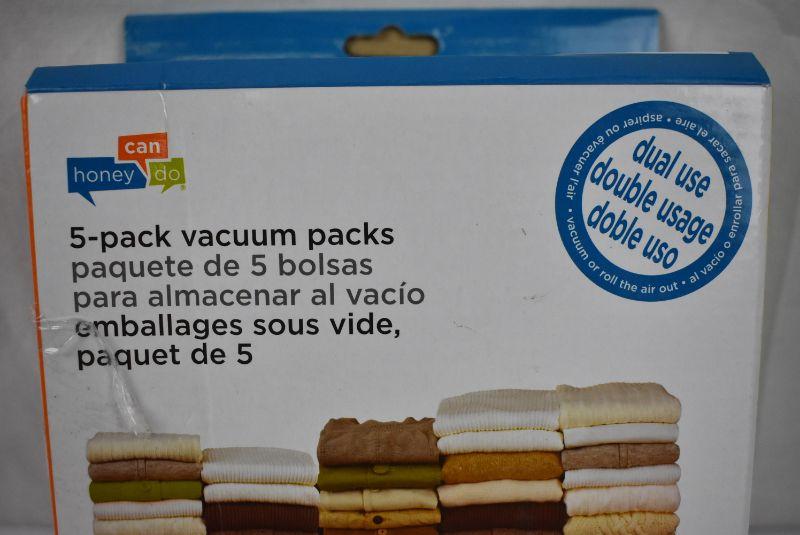 can
honey do
5-pack vacuum packs
paquete de 5 bolsas
para almacenar al vacío
emballages sous vide,
paquet de 5
dual use
double usage
doble uso
aspirer ou évacuer l'air • vacuum or roll the air out • al vacío o enrollar para sacar el aire •